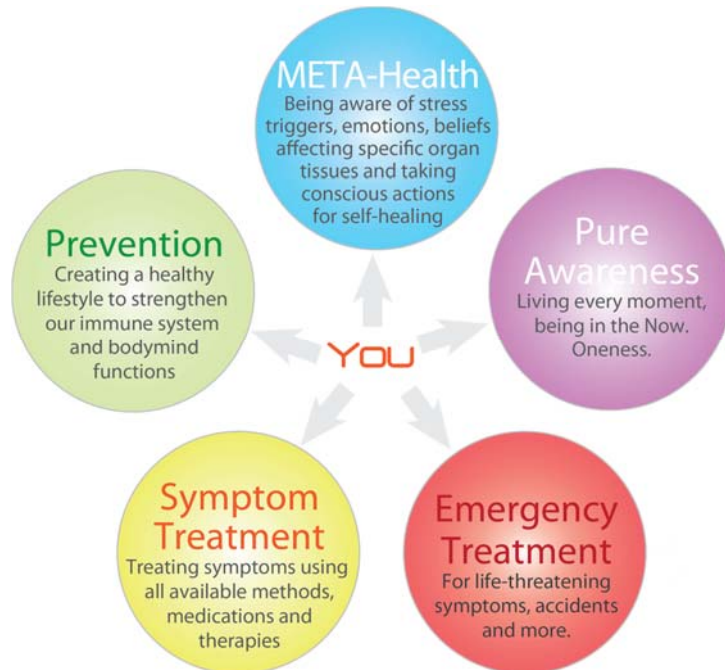 META-Health
Being aware of stress
triggers, emotions, beliefs
affecting specific organ
tissues and taking
conscious actions
for self-healing
Prevention
Creating a healthy
lifestyle to strengthen
our immune system
and bodymind
functions
Pure
Awareness
Living every moment,
being in the Now.
Oneness.
You
Symptom
Treatment
Treating symptoms using
all available methods,
medications and
therapies
Emergency
Treatment
For life-threatening
symptoms, accidents
and more.